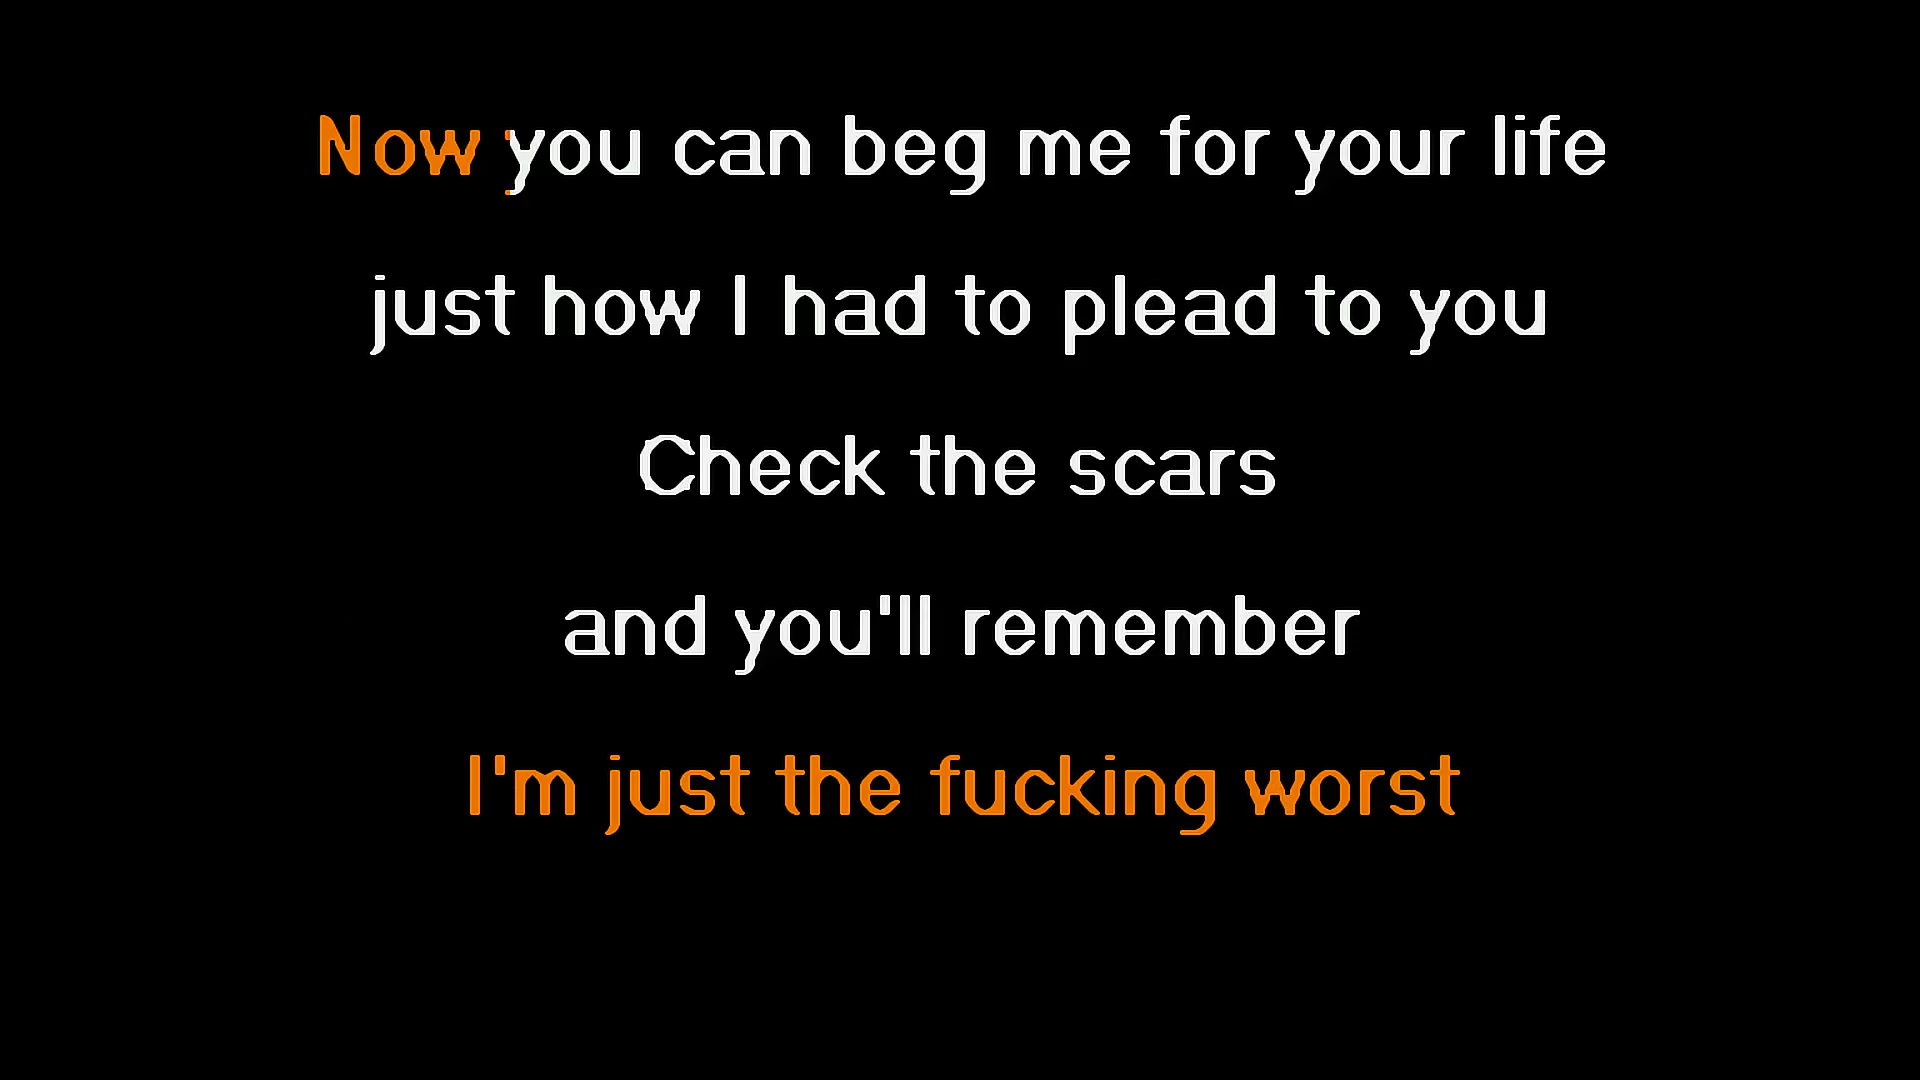 Now you can beg me for your life
just how I had to plead to you
Check the scars
and you'll remember
I'm just the fucking worst